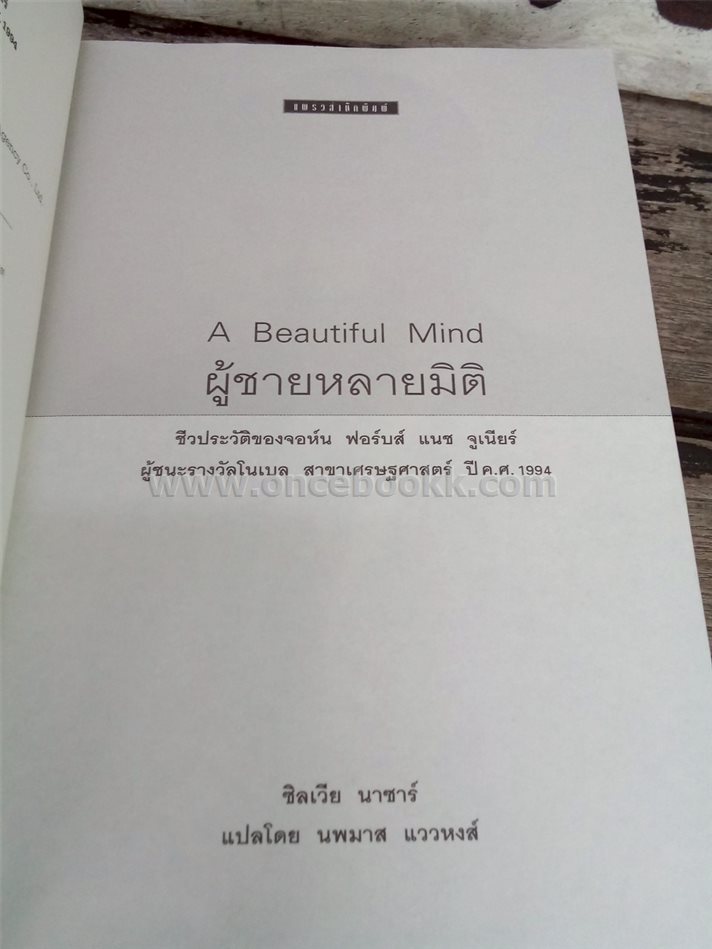 1994
Agency Co., Ltd.
แพรวสำนักพิมพ์
A Beautiful Mind
ผู้ชายหลายมิติ
ชีวประวัติของจอห์น ฟอร์บส์ แนช จูเนียร์
ผู้ชนะรางวัลโนเบล สาขาเศรษฐศาสตร์ ปี ค.ศ. 1994
www.oncebookk.com
ซิลเวีย นาซาร์
แปลโดย นพมาส แววหงส์